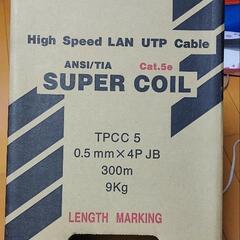 High Speed LAN UTP Cable
ANSI/TIA Cat.5e
SUPER COIL
TPCC 5
0.5 mm×4P JB
300m
9Kg
LENGTH MARKING